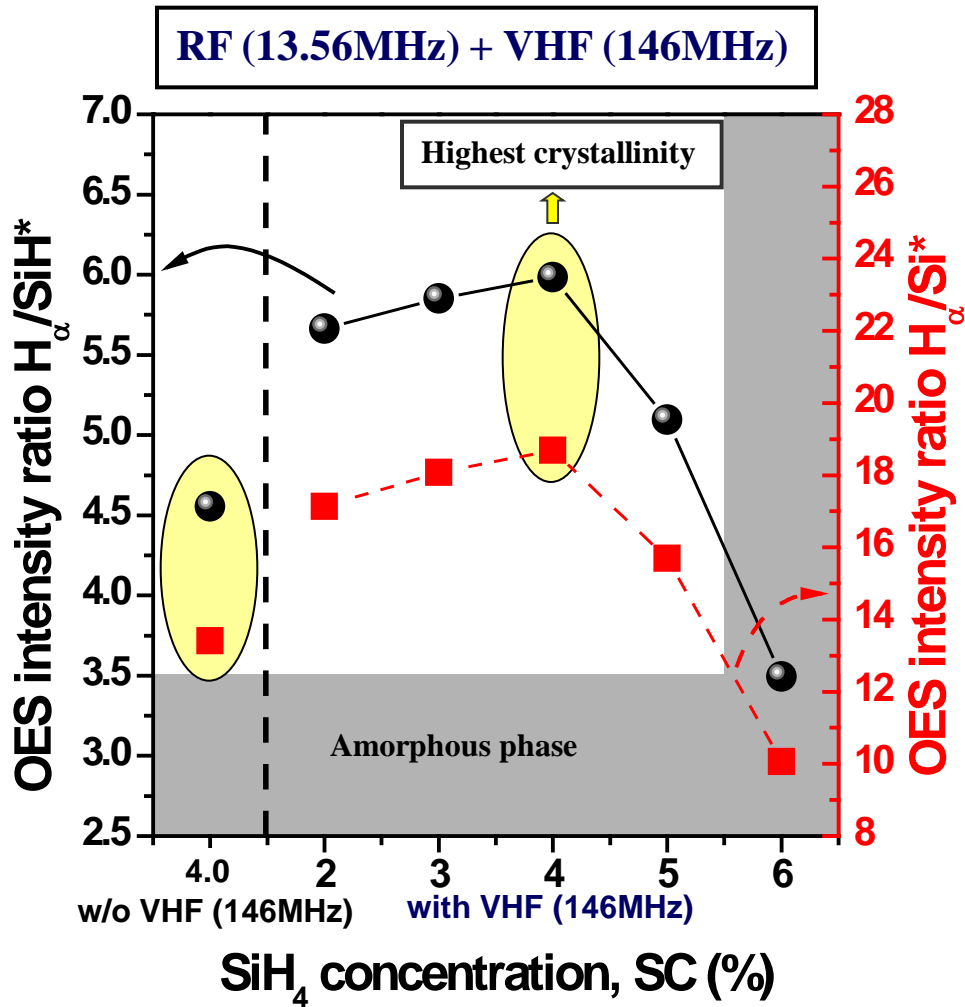 RF (13.56MHz) + VHF (146MHz)
OES intensity ratio Hα/SiH*
7.0
6.5
6.0
5.5
5.0
4.5
4.0
3.5
3.0
2.5
Highest crystallinity
Amorphous phase
28
26
24
22
20
18
16
14
12
10
8
OES intensity ratio Hα/Si*
4.0 2 3 4 5 6
w/o VHF (146MHz) with VHF (146MHz)
SiH₄ concentration, SC (%)